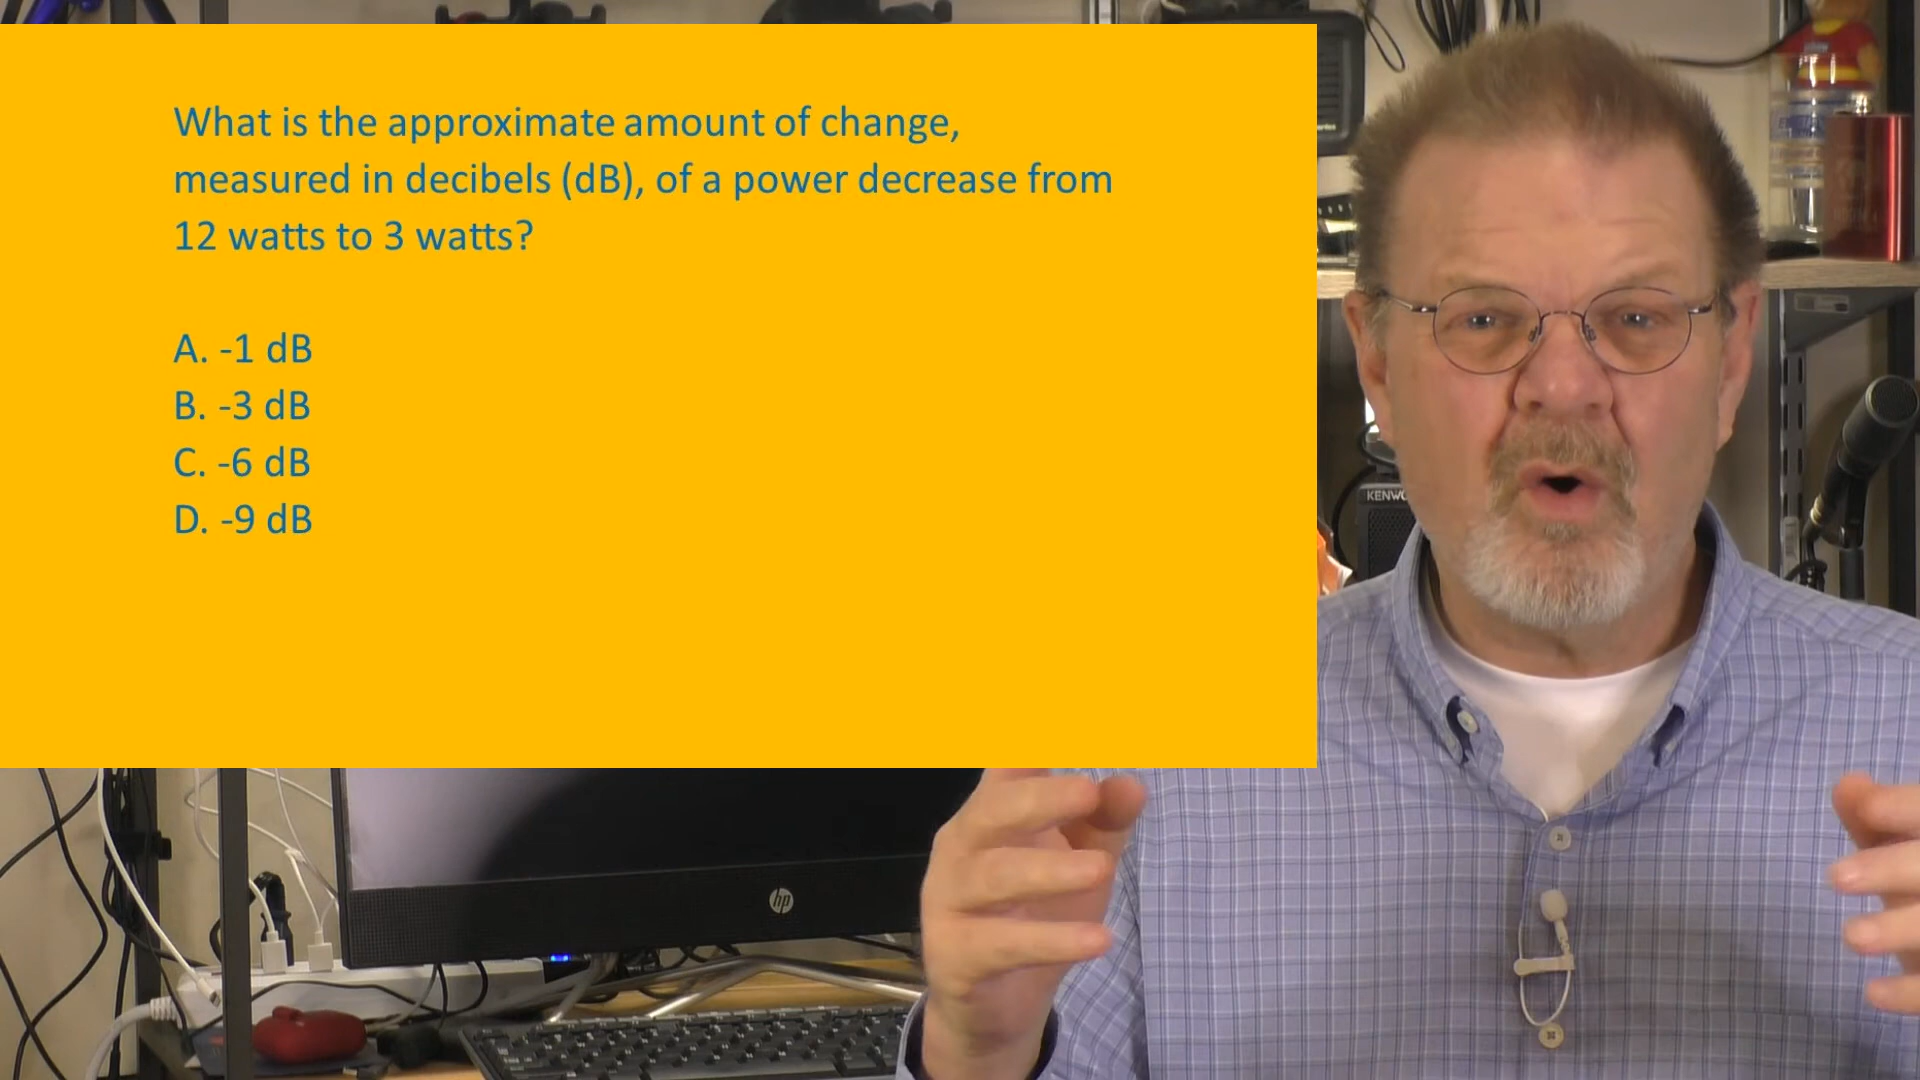 What is the approximate amount of change,
measured in decibels (dB), of a power decrease from
12 watts to 3 watts?
A. -1 dB
B. -3 dB
C. -6 dB
D. -9 dB
hp